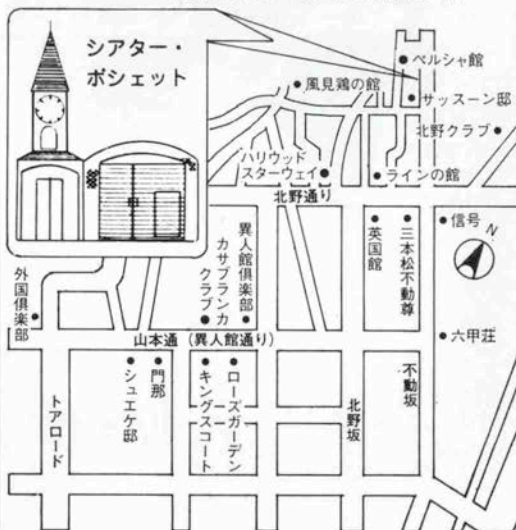 シアター・
ポシェット
ペルシャ館
風見鶏の館
サッスーン邸
北野クラブ
ハリウッド
スターウェイ
ラインの館
北野通り
異人館倶楽部
カサブランカ
クラブ
英国館
三本松不動尊
信号
N
外国倶楽部
山本通(異人館通り)
六甲荘
シュエケ邸
門那
キングスコート
ローズガーデン
トアロード
北野坂
不動坂